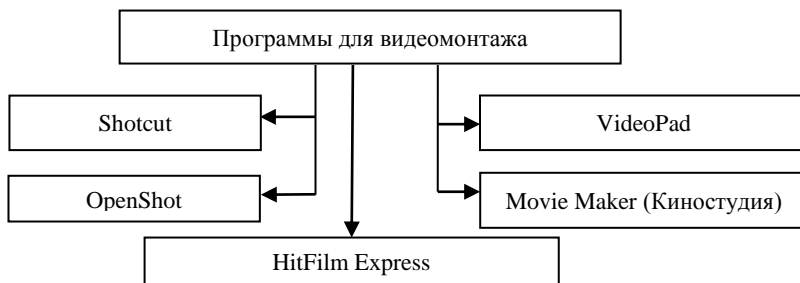 Программы для видеомонтажа
Shotcut
VideoPad
OpenShot
Movie Maker (Киностудия)
HitFilm Express